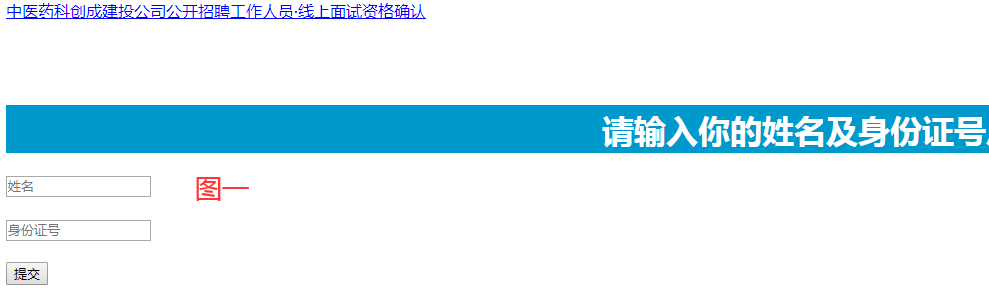 中医药科创成建投公司公开招聘工作人员·线上面试资格确认
请输入你的姓名及身份证号
姓名
图一
身份证号
提交